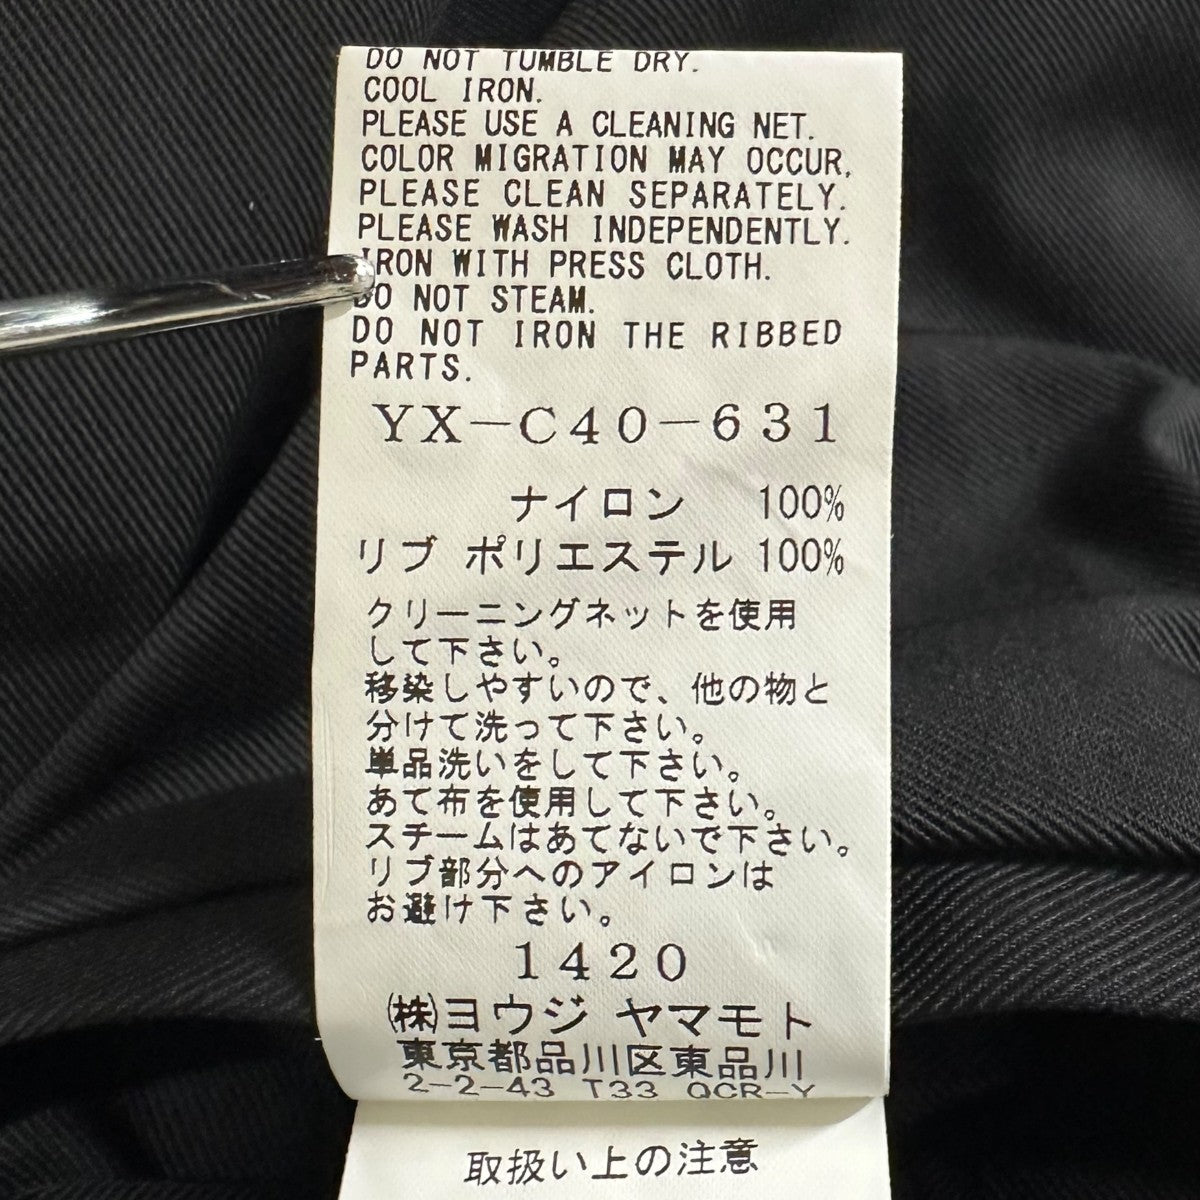 DO NOT TUMBLE DRY.
COOL IRON.
PLEASE USE A CLEANING NET.
COLOR MIGRATION MAY OCCUR,
PLEASE CLEAN SEPARATELY.
PLEASE WASH INDEPENDENTLY.
IRON WITH PRESS CLOTH.
DO NOT STEAM.
DO NOT IRON THE RIBBED
PARTS.
YX-C40-631
ナイロン 100%
リブ ポリエステル 100%
クリーニングネットを使用
して下さい。
移染しやすいので、他の物と
分けて洗って下さい。
単品洗いをして下さい。
あて布を使用して下さい。
スチームはあてないで下さい。
リブ部分へのアイロンは
お避け下さい。
1420
㈱ヨウジ ヤマモト
東京都品川区東品川
2-2-43 T33 QCR-Y
取扱い上の注意